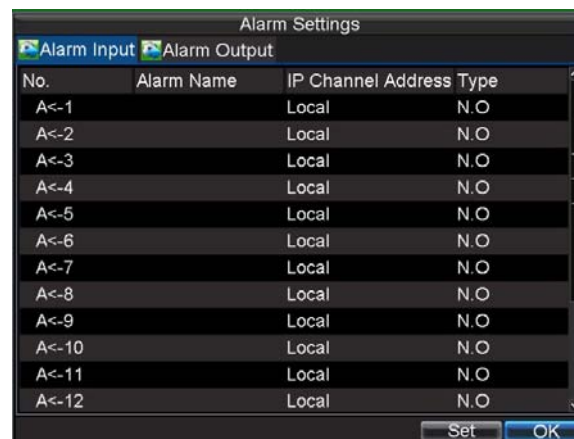 Alarm Settings
Alarm Input Alarm Output
No. Alarm Name IP Channel Address Type
A<-1 Local N.O
A<-2 Local N.O
A<-3 Local N.O
A<-4 Local N.O
A<-5 Local N.O
A<-6 Local N.O
A<-7 Local N.O
A<-8 Local N.O
A<-9 Local N.O
A<-10 Local N.O
A<-11 Local N.O
A<-12 Local N.O
Set OK